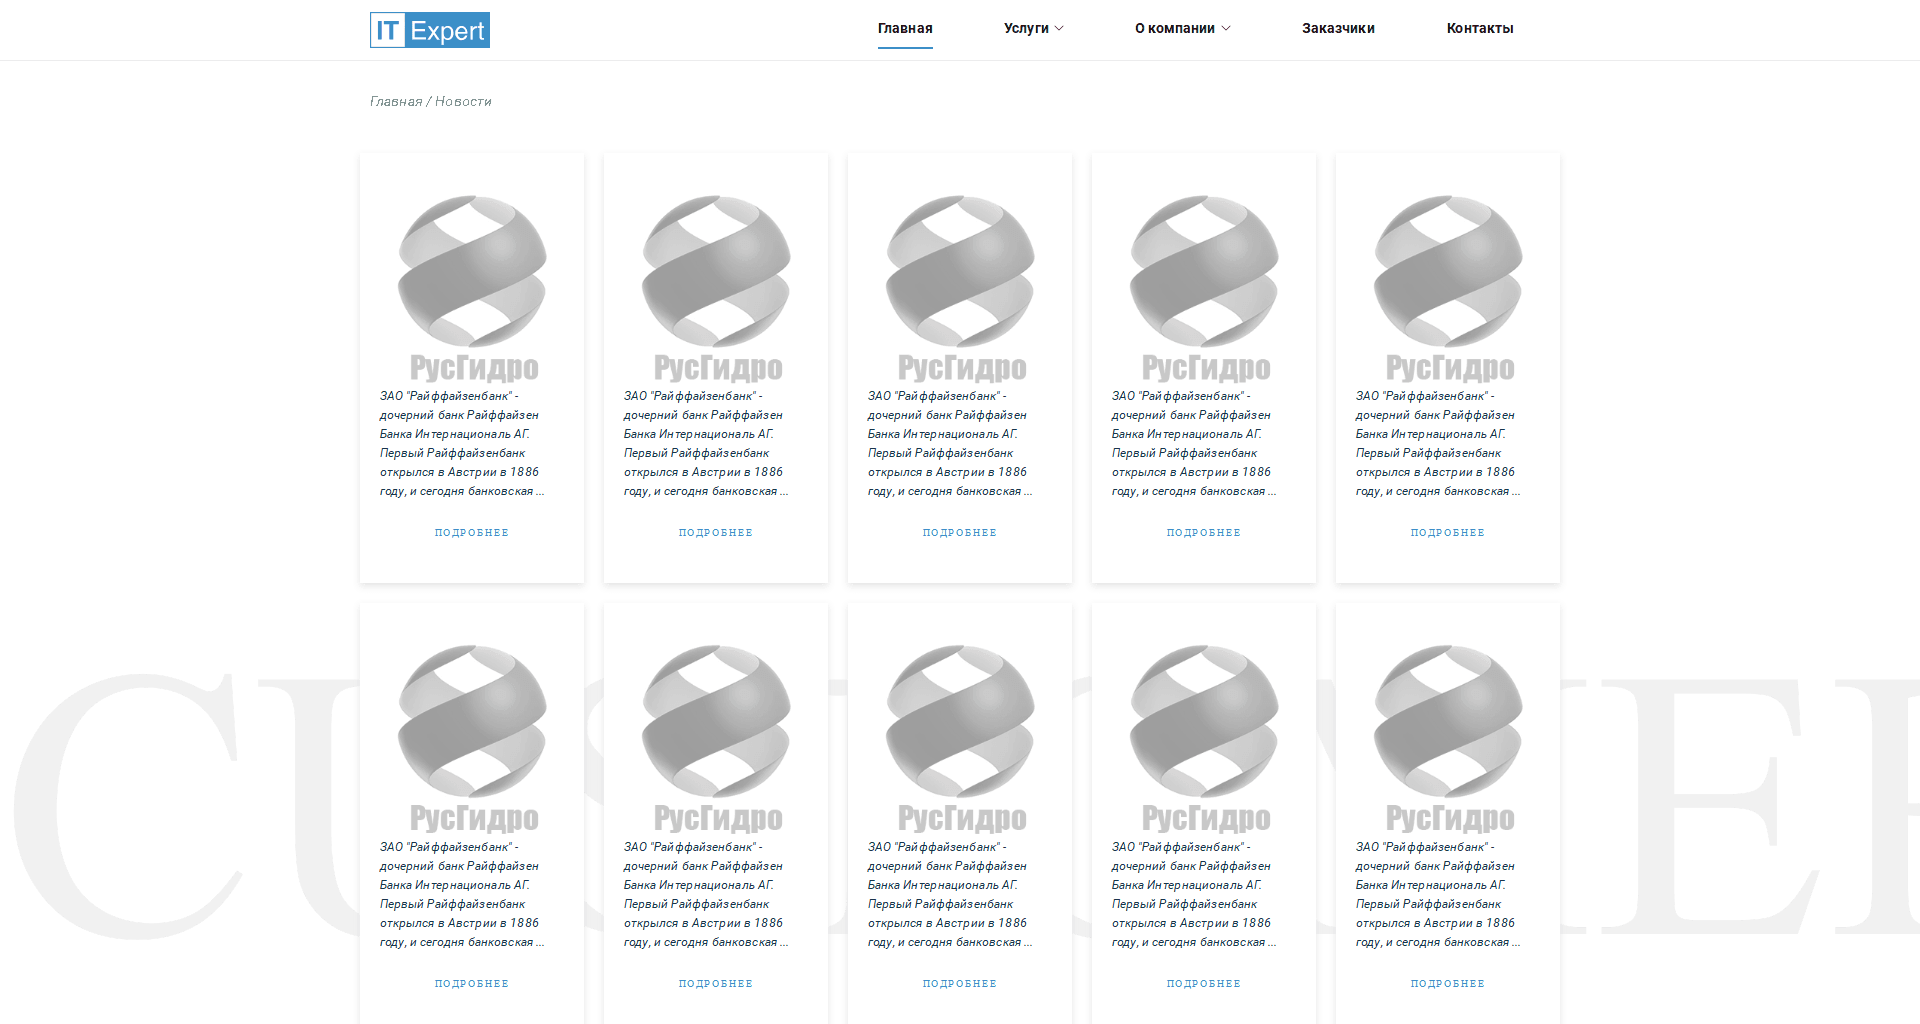 IT Expert
Главная Услуги О компании Заказчики Контакты
Главная / Новости
РусГидро РусГидро РусГидро РусГидро РусГидро
ЗАО "Райффайзенбанк" - ЗАО "Райффайзенбанк" - ЗАО "Райффайзенбанк" - ЗАО "Райффайзенбанк" - ЗАО "Райффайзенбанк" -
дочерний банк Райффайзен дочерний банк Райффайзен дочерний банк Райффайзен дочерний банк Райффайзен дочерний банк Райффайзен
Банка Интернациональ АГ. Банка Интернациональ АГ. Банка Интернациональ АГ. Банка Интернациональ АГ. Банка Интернациональ АГ.
Первый Райффайзенбанк Первый Райффайзенбанк Первый Райффайзенбанк Первый Райффайзенбанк Первый Райффайзенбанк
открылся в Австрии в 1886 открылся в Австрии в 1886 открылся в Австрии в 1886 открылся в Австрии в 1886 открылся в Австрии в 1886
году, и сегодня банковская ... году, и сегодня банковская ... году, и сегодня банковская ... году, и сегодня банковская ... году, и сегодня банковская ...
ПОДРОБНЕЕ ПОДРОБНЕЕ ПОДРОБНЕЕ ПОДРОБНЕЕ ПОДРОБНЕЕ
РусГидро РусГидро РусГидро РусГидро РусГидро
ЗАО "Райффайзенбанк" - ЗАО "Райффайзенбанк" - ЗАО "Райффайзенбанк" - ЗАО "Райффайзенбанк" - ЗАО "Райффайзенбанк" -
дочерний банк Райффайзен дочерний банк Райффайзен дочерний банк Райффайзен дочерний банк Райффайзен дочерний банк Райффайзен
Банка Интернациональ АГ. Банка Интернациональ АГ. Банка Интернациональ АГ. Банка Интернациональ АГ. Банка Интернациональ АГ.
Первый Райффайзенбанк Первый Райффайзенбанк Первый Райффайзенбанк Первый Райффайзенбанк Первый Райффайзенбанк
открылся в Австрии в 1886 открылся в Австрии в 1886 открылся в Австрии в 1886 открылся в Австрии в 1886 открылся в Австрии в 1886
году, и сегодня банковская ... году, и сегодня банковская ... году, и сегодня банковская ... году, и сегодня банковская ... году, и сегодня банковская ...
ПОДРОБНЕЕ ПОДРОБНЕЕ ПОДРОБНЕЕ ПОДРОБНЕЕ ПОДРОБНЕЕ